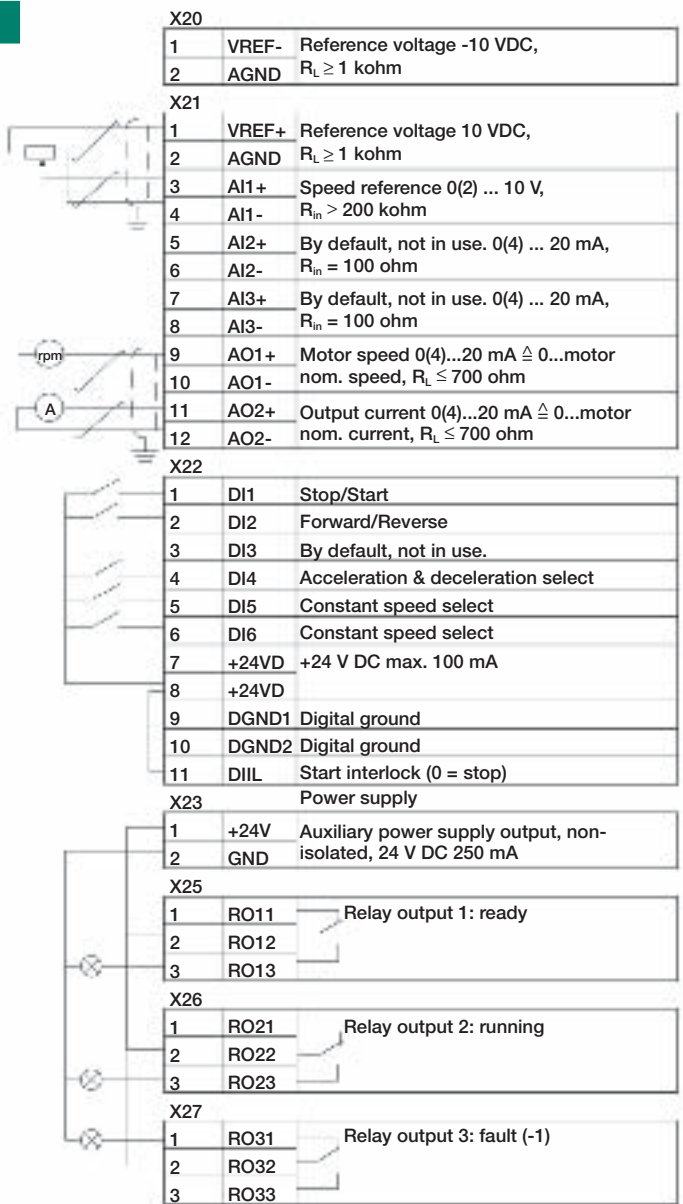 X20
1 VREF- Reference voltage -10 VDC,
2 AGND R_L ≥ 1 kohm
X21
1 VREF+ Reference voltage 10 VDC,
2 AGND R_L ≥ 1 kohm
3 AI1+ Speed reference 0(2) ... 10 V,
4 AI1- R_in > 200 kohm
5 AI2+ By default, not in use. 0(4) ... 20 mA,
6 AI2- R_in = 100 ohm
7 AI3+ By default, not in use. 0(4) ... 20 mA,
8 AI3- R_in = 100 ohm
rpm 9 AO1+ Motor speed 0(4)...20 mA ≙ 0...motor
10 AO1- nom. speed, R_L ≤ 700 ohm
A 11 AO2+ Output current 0(4)...20 mA ≙ 0...motor
12 AO2- nom. current, R_L ≤ 700 ohm
X22
1 DI1 Stop/Start
2 DI2 Forward/Reverse
3 DI3 By default, not in use.
4 DI4 Acceleration & deceleration select
5 DI5 Constant speed select
6 DI6 Constant speed select
7 +24VD +24 V DC max. 100 mA
8 +24VD
9 DGND1 Digital ground
10 DGND2 Digital ground
11 DIIL Start interlock (0 = stop)
X23 Power supply
1 +24V Auxiliary power supply output, non-
2 GND isolated, 24 V DC 250 mA
X25
1 RO11 Relay output 1: ready
2 RO12
3 RO13
X26
1 RO21 Relay output 2: running
2 RO22
3 RO23
X27
1 RO31 Relay output 3: fault (-1)
2 RO32
3 RO33